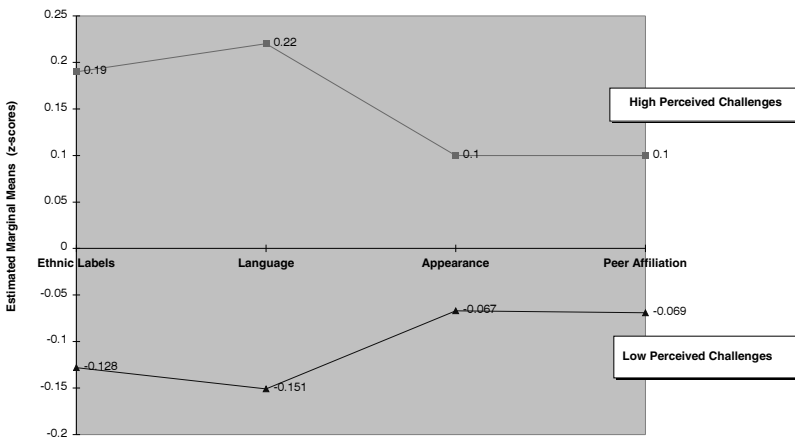 0.25
0.2
0.15
0.1
0.05
0
-0.05
-0.1
-0.15
-0.2
Estimated Marginal Means (z-scores)
0.19
0.22
0.1
0.1
High Perceived Challenges
Ethnic Labels
Language
Appearance
Peer Affiliation
-0.128
-0.151
-0.067
-0.069
Low Perceived Challenges